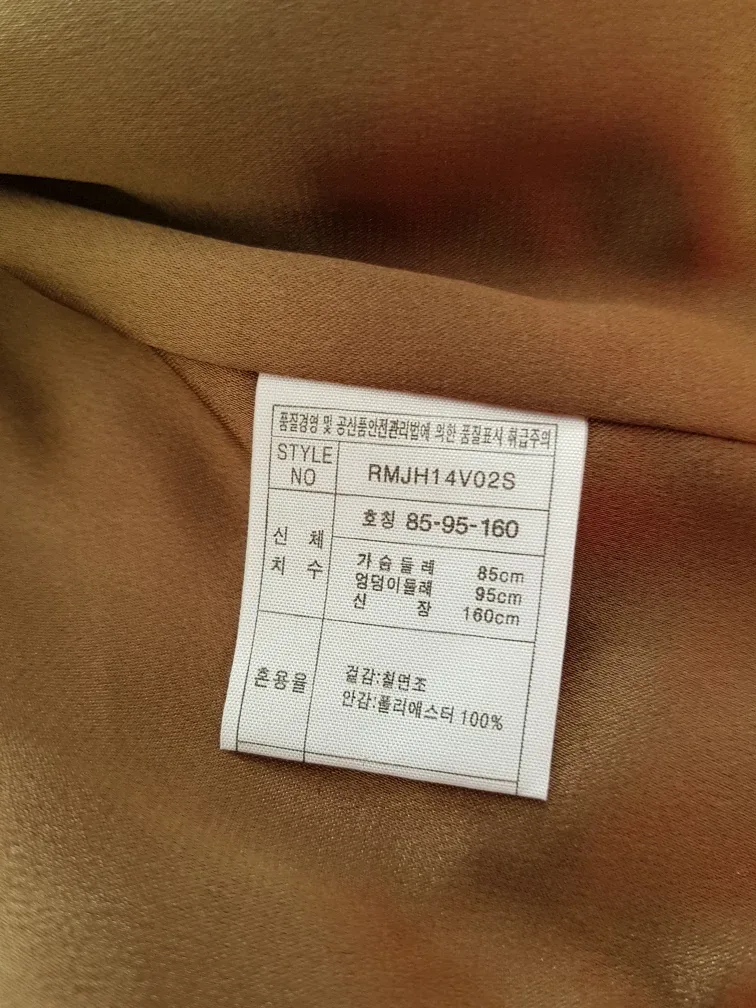 품질경영 및 공산품안전관리법에 의한 품질표시 취급주의
STYLE NO RMJH14V02S
신체 치수
호칭 85-95-160
가슴둘레 85cm
엉덩이둘레 95cm
신장 160cm
혼용율
겉감:칠면조
안감:폴리에스터 100%